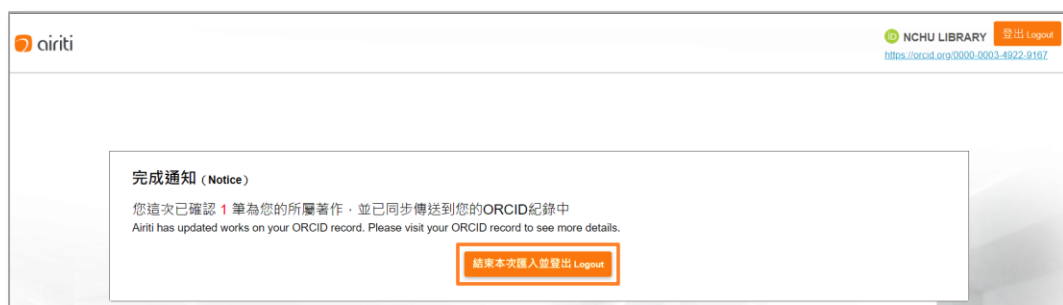 airiti
NCHU LIBRARY
登出 Logout
https://orcid.org/0000-0003-4922-9167
完成通知（Notice）
您這次已確認 1 筆為您的所屬著作，並已同步傳送到您的ORCID紀錄中
Airiti has updated works on your ORCID record. Please visit your ORCID record to see more details.
結束本次匯入並登出 Logout